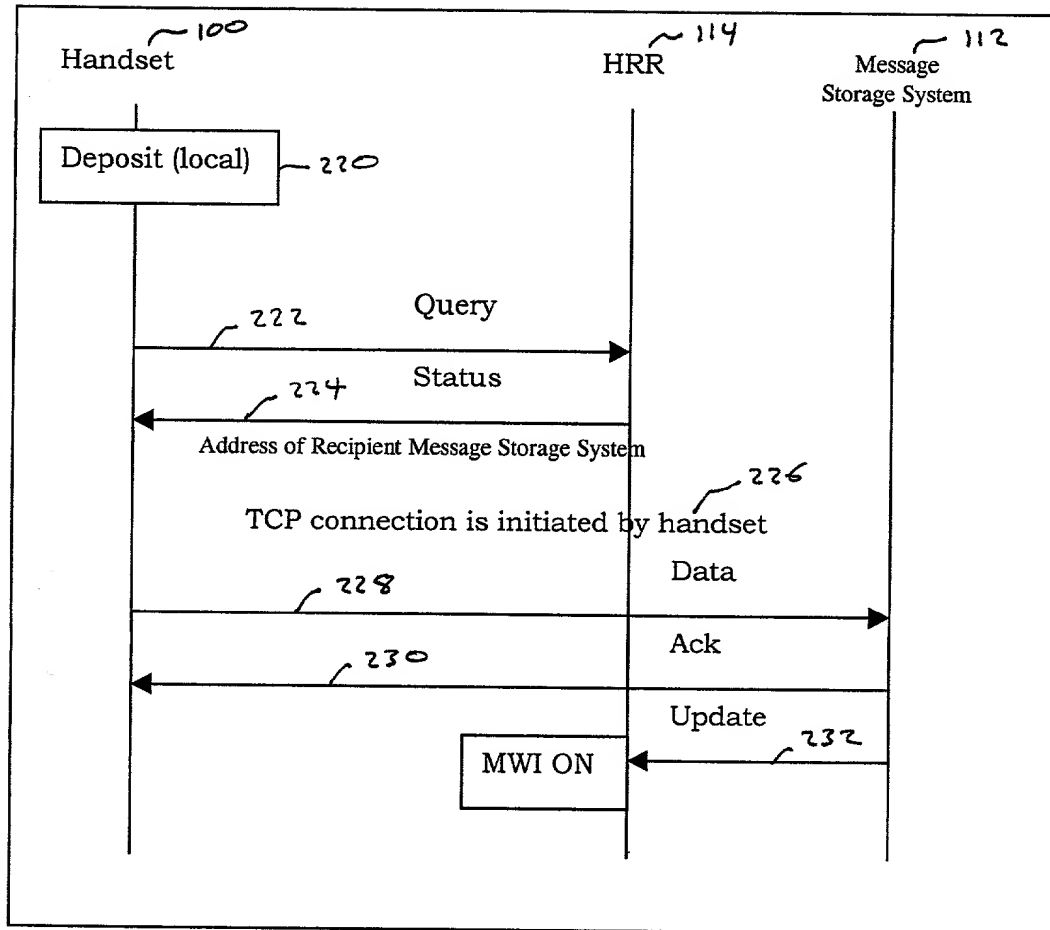 100
114
112
Handset
HRR
Message
Storage System
Deposit (local)
220
Query
222
Status
224
Address of Recipient Message Storage System
226
TCP connection is initiated by handset
Data
228
Ack
230
Update
232
MWI ON